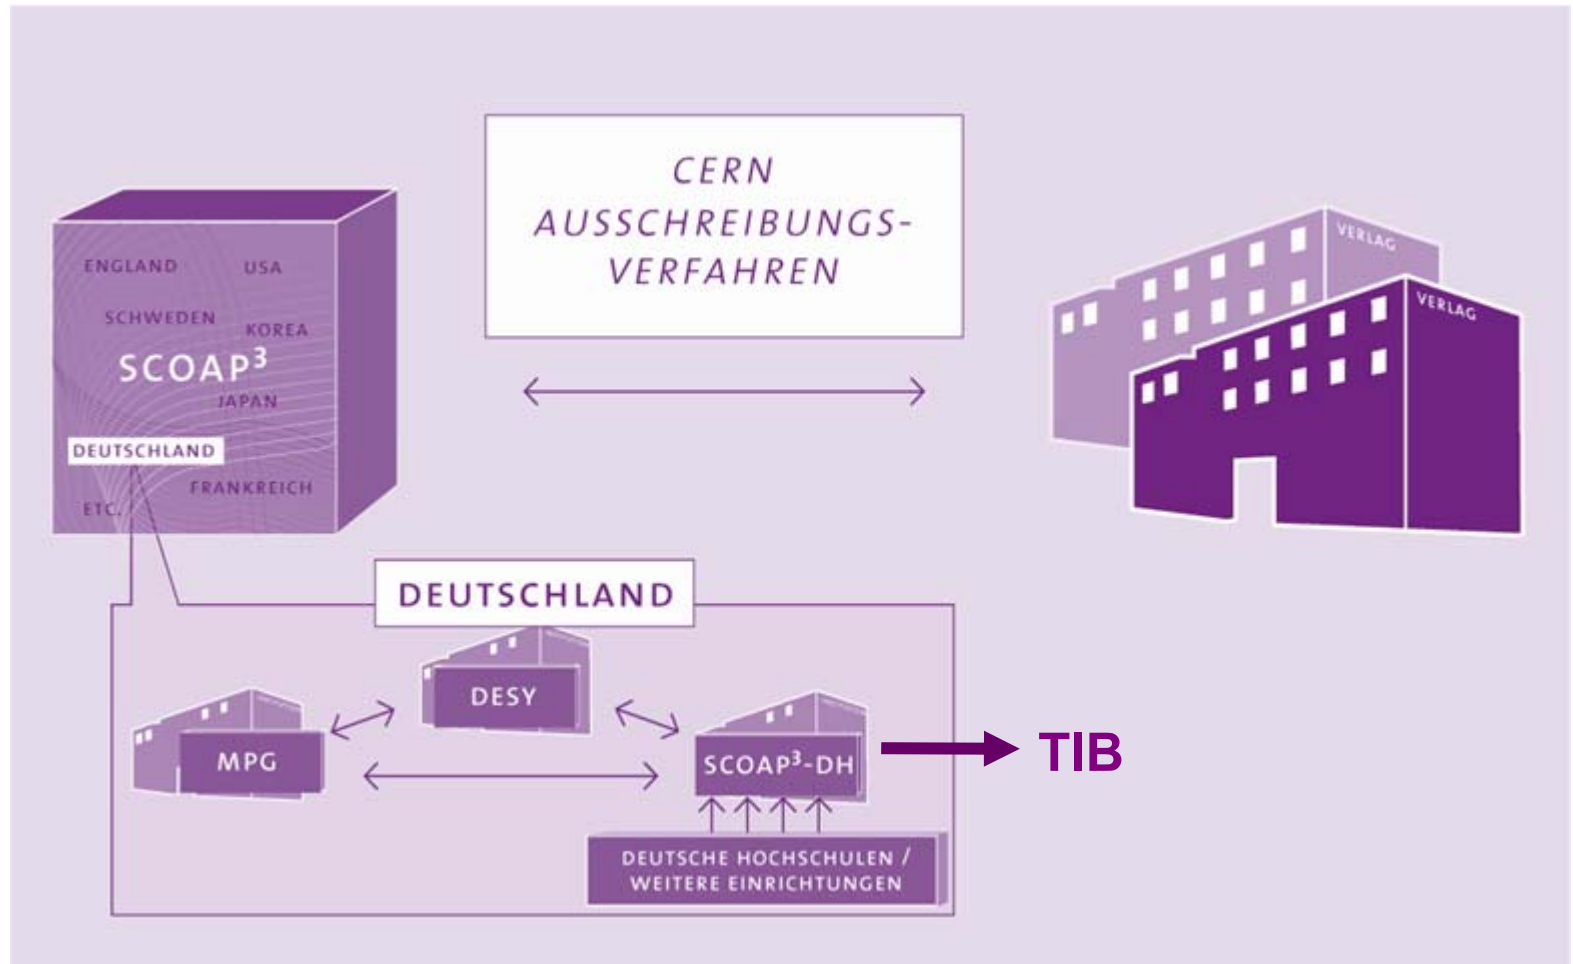 CERN
AUSSCHREIBUNGS-
VERFAHREN
ENGLAND USA
SCHWEDEN KOREA
SCOAP³
JAPAN
DEUTSCHLAND
FRANKREICH
ETC.
VERLAG
VERLAG
DEUTSCHLAND
DESY
MPG
SCOAP³-DH
TIB
DEUTSCHE HOCHSCHULEN /
WEITERE EINRICHTUNGEN